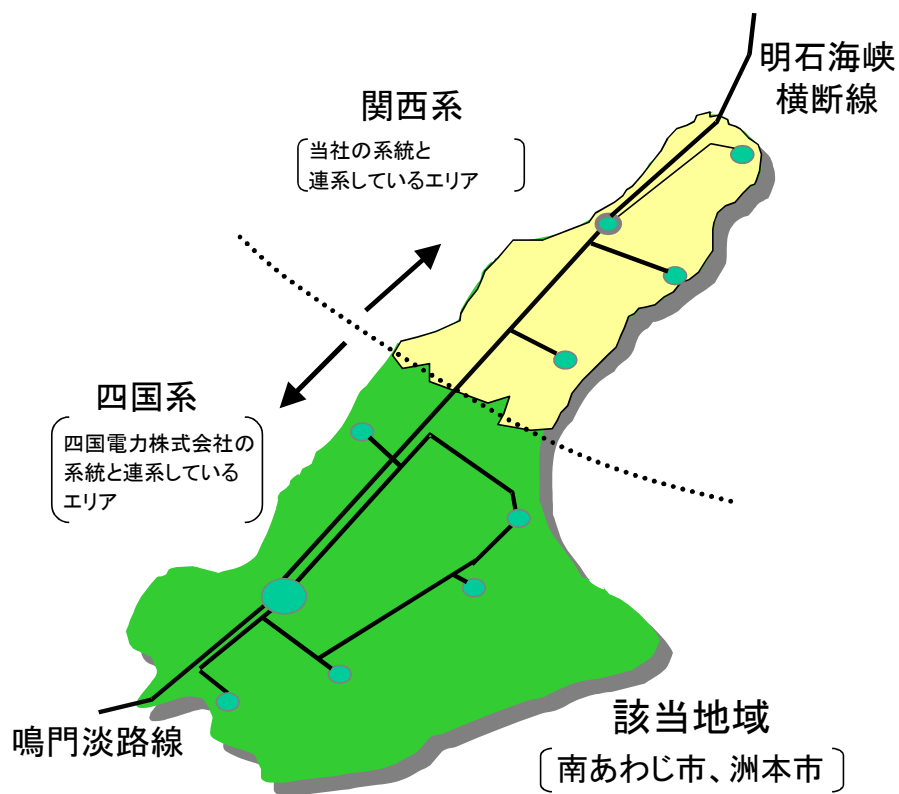 明石海峡
横断線
関西系
当社の系統と
連系しているエリア
四国系
四国電力株式会社の
系統と連系している
エリア
鳴門淡路線
該当地域
南あわじ市、洲本市